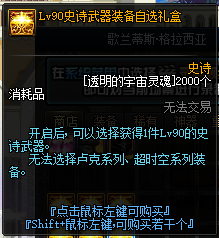 Lv90史诗武器装备自选礼盒
歌兰蒂斯·格拉西亚
史诗
[透明的宇宙灵魂]2000个
消耗品
无法交易
开启后，可以选择获得1件Lv90的史
诗武器。
无法选择卢克系列、超时空系列装
备。
『点击鼠标左键可购买』
『Shift+鼠标左键可购买若干个』